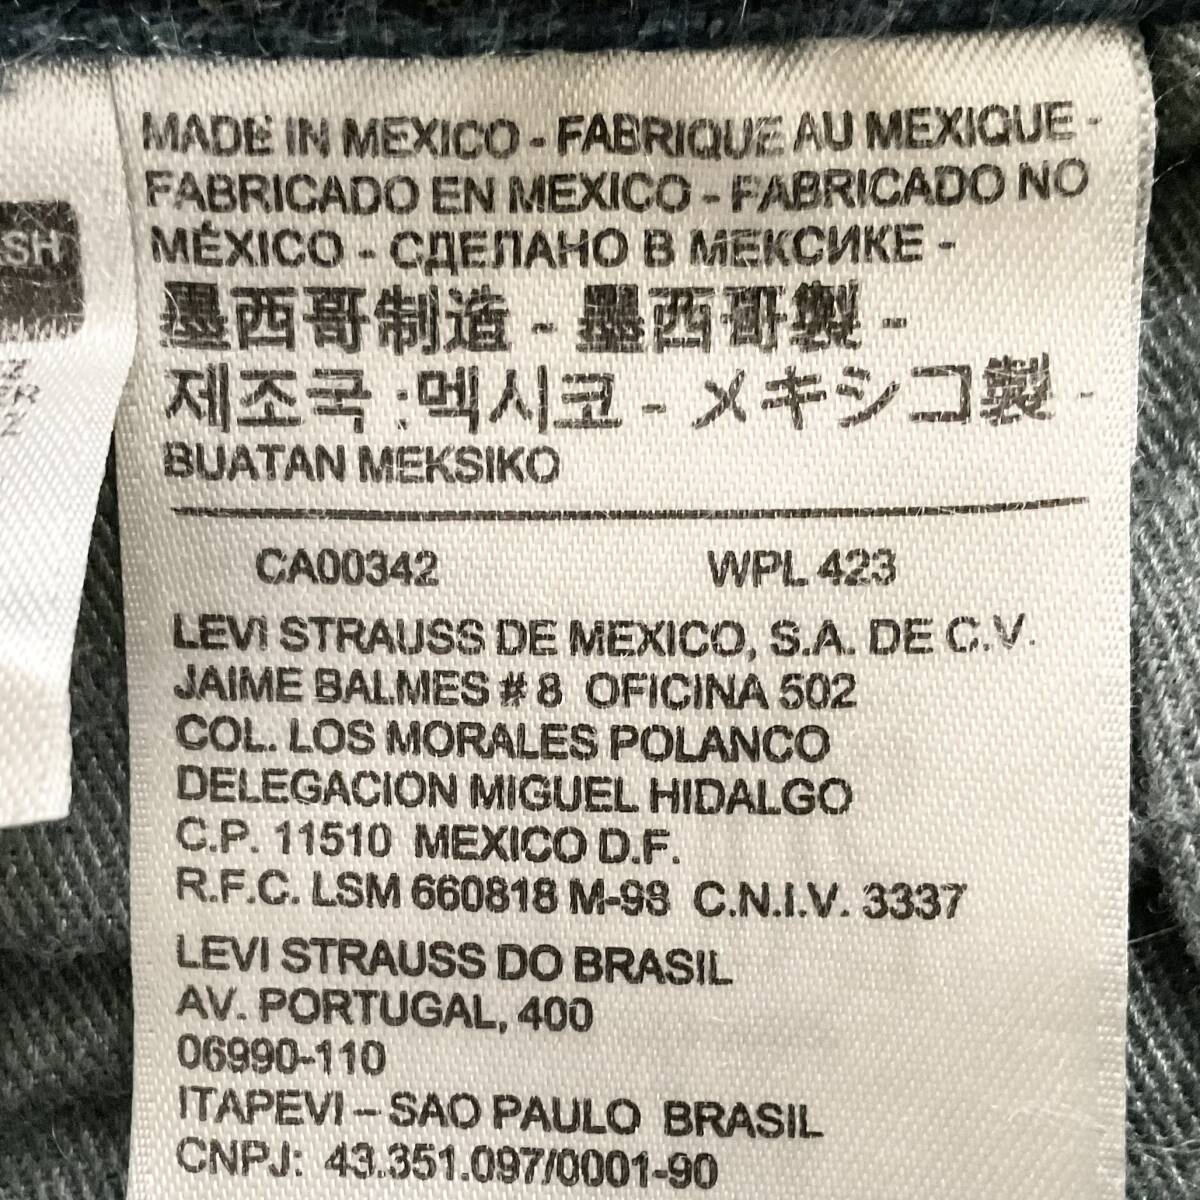 MADE IN MEXICO - FABRIQUE AU MEXIQUE -
FABRICADO EN MEXICO - FABRICADO NO
MÉXICO - СДЕЛАНО В МЕКСИКЕ -
墨西哥制造 - 墨西哥製 -
제조국 :멕시코 - メキシコ製 -
BUATAN MEKSIKO
CA00342 WPL 423
LEVI STRAUSS DE MEXICO, S.A. DE C.V.
JAIME BALMES # 8 OFICINA 502
COL. LOS MORALES POLANCO
DELEGACION MIGUEL HIDALGO
C.P. 11510 MEXICO D.F.
R.F.C. LSM 660818 M-98 C.N.I.V. 3337
LEVI STRAUSS DO BRASIL
AV. PORTUGAL, 400
06990-110
ITAPEVI – SAO PAULO BRASIL
CNPJ: 43.351.097/0001-90